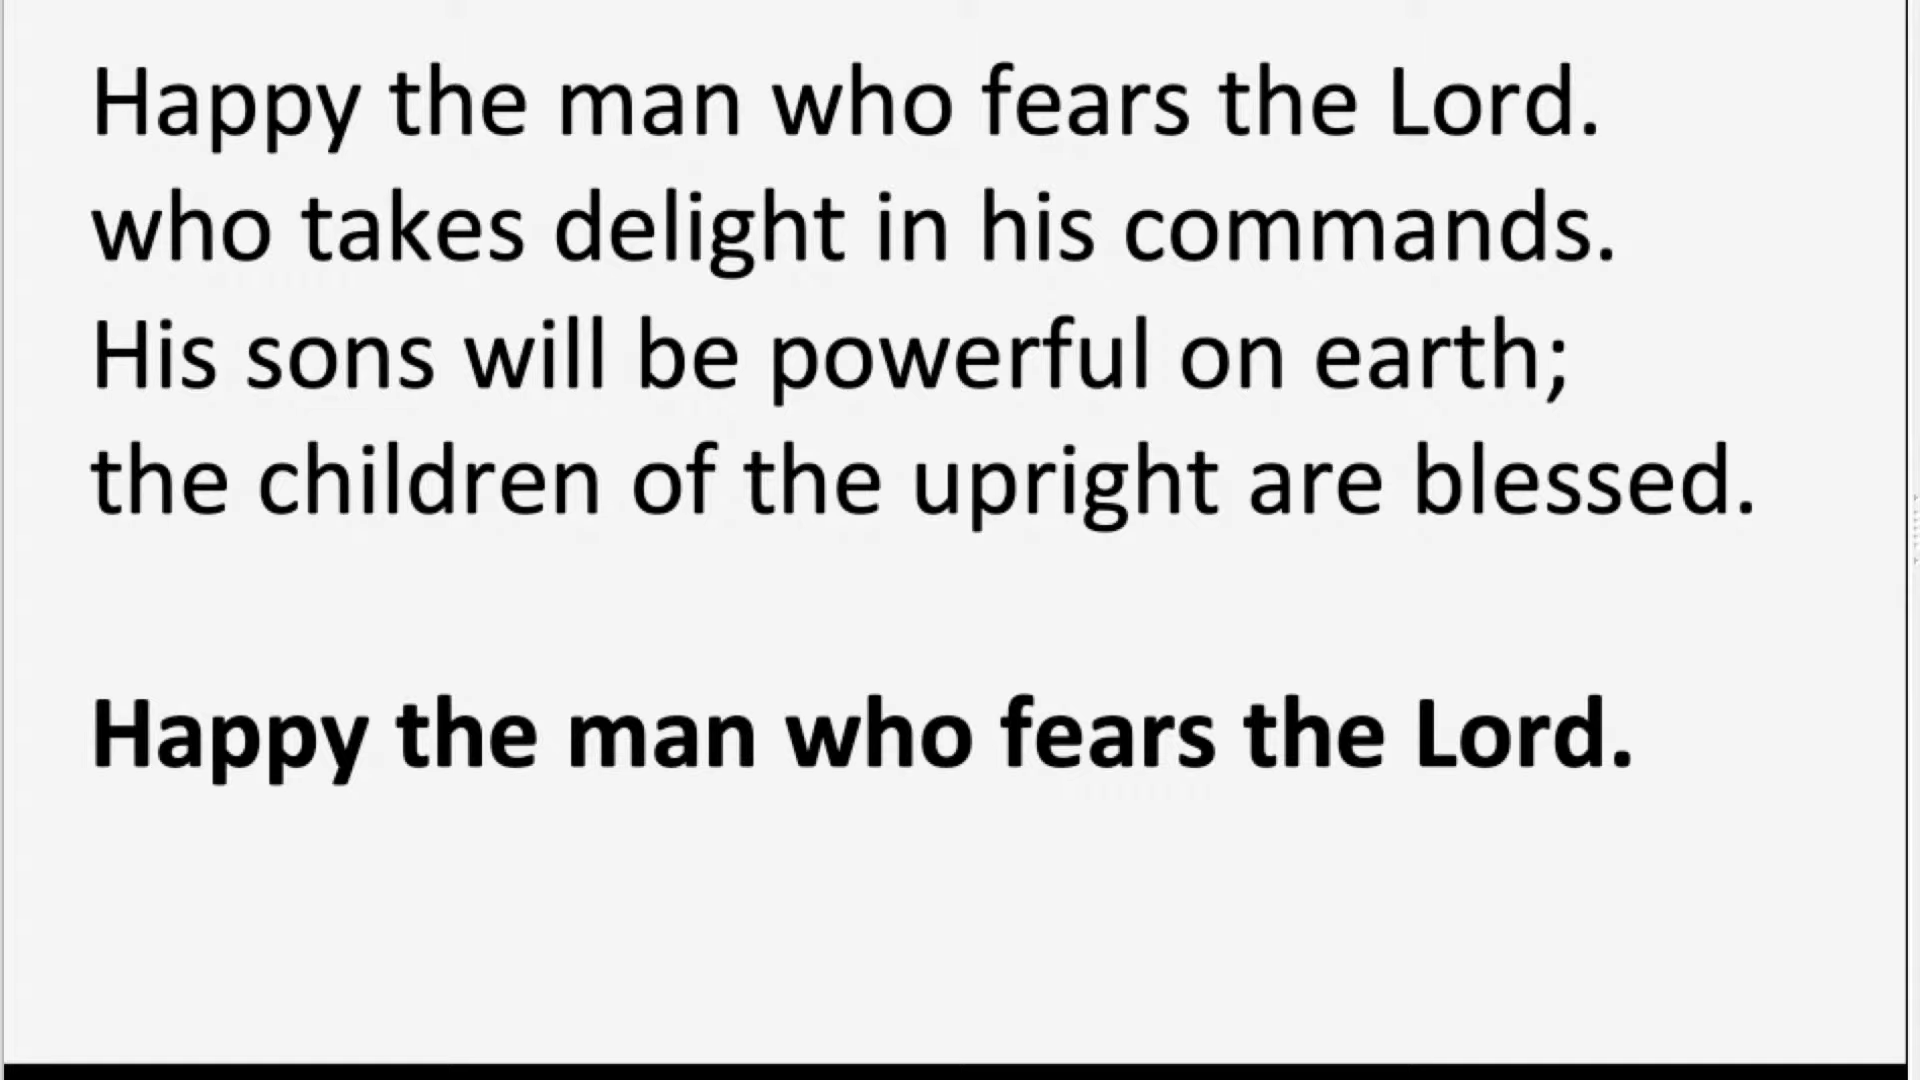 Happy the man who fears the Lord.
who takes delight in his commands.
His sons will be powerful on earth;
the children of the upright are blessed.
Happy the man who fears the Lord.